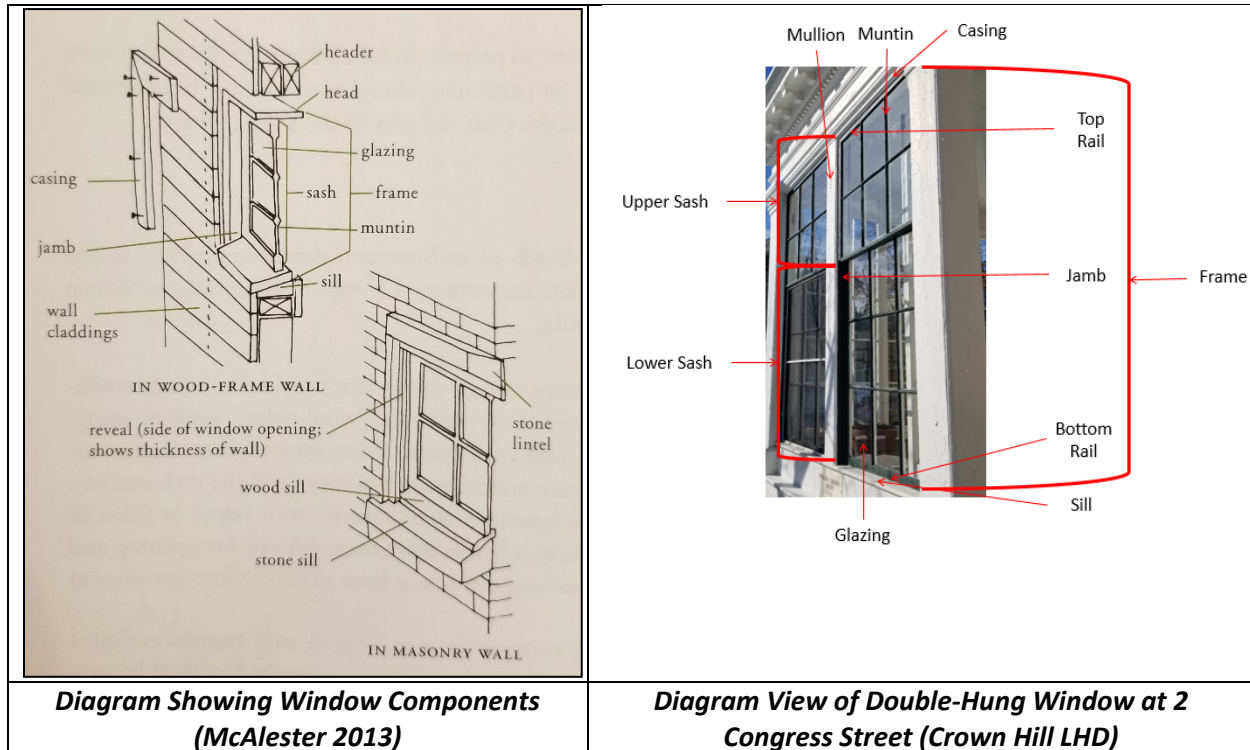 header
head
glazing
casing
sash
frame
muntin
jamb
sill
wall
claddings
IN WOOD-FRAME WALL
reveal (side of window opening;
shows thickness of wall)
stone
lintel
wood sill
stone sill
IN MASONRY WALL
Diagram Showing Window Components
(McAlester 2013)
Mullion
Muntin
Casing
Top
Rail
Upper Sash
Jamb
Frame
Lower Sash
Bottom
Rail
Sill
Glazing
Diagram View of Double-Hung Window at 2
Congress Street (Crown Hill LHD)